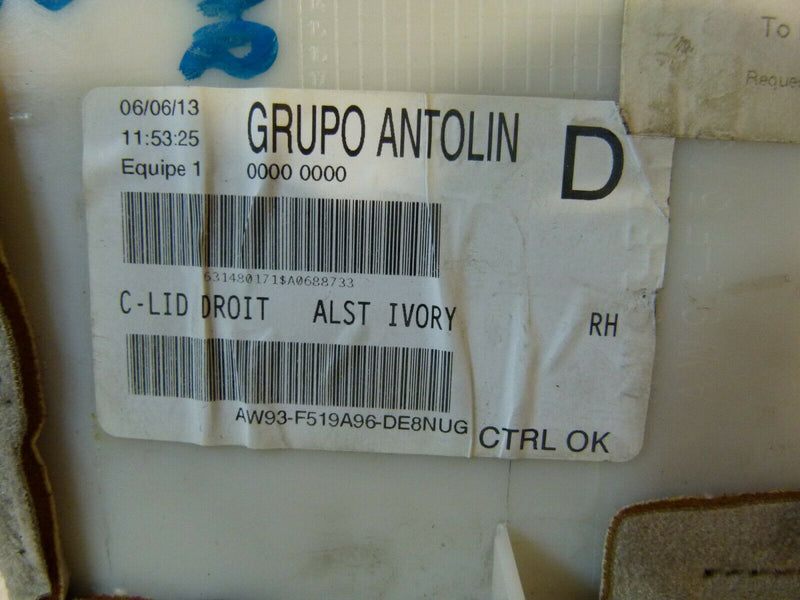 06/06/13
GRUPO ANTOLIN
D
11:53:25
Equipe 1
0000 0000
631480171$A0688733
C-LID DROIT ALST IVORY RH
AW93-F519A96-DE8NUG
CTRL OK
To